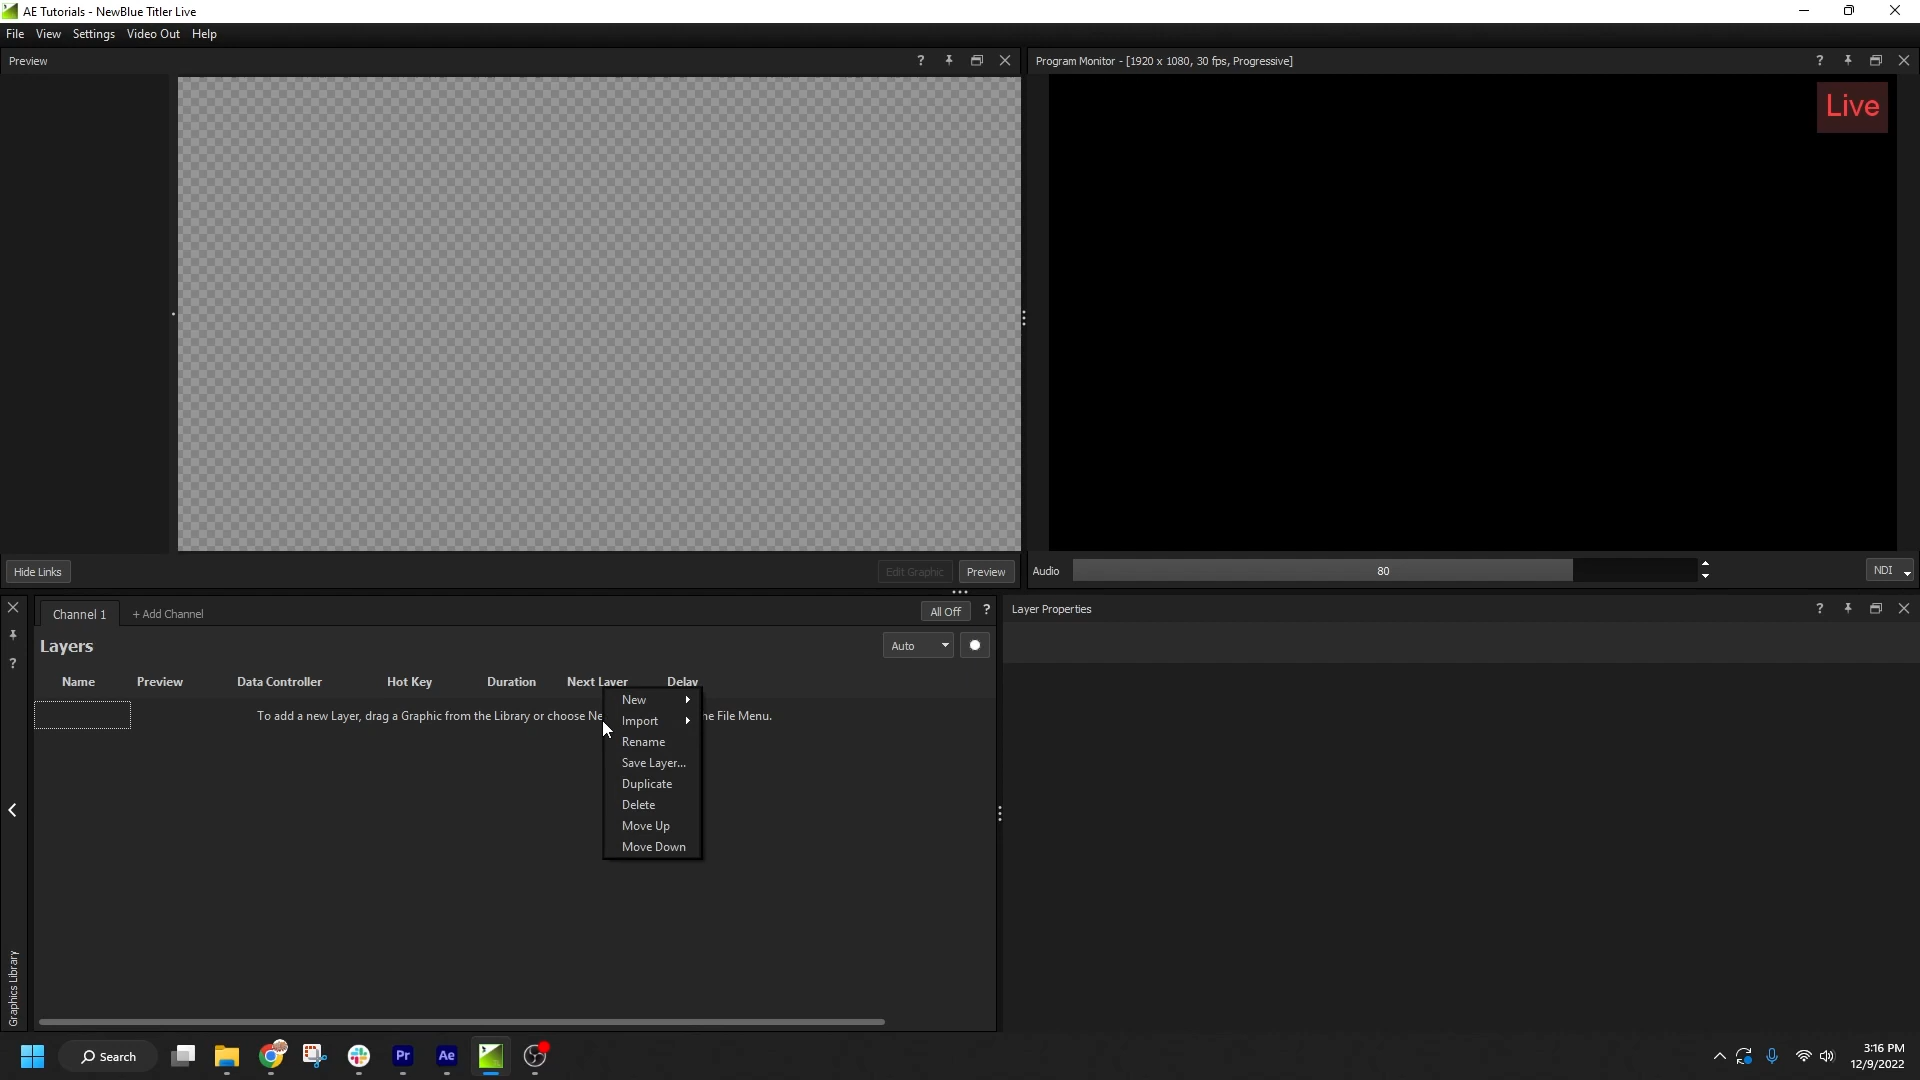 AE Tutorials - NewBlue Titler Live
File View Settings Video Out Help
Preview
Program Monitor - [1920 x 1080, 30 fps, Progressive]
Live
Hide Links
Edit Graphic
Preview
Audio
80
NDI
Channel 1
+ Add Channel
All Off
Layer Properties
Layers
Auto
Name Preview Data Controller Hot Key Duration Next Layer Delay
To add a new Layer, drag a Graphic from the Library or choose Ne
he File Menu.
New
Import
Rename
Save Layer...
Duplicate
Delete
Move Up
Move Down
Graphics Library
Search
Pr
Ae
3:16 PM
12/9/2022